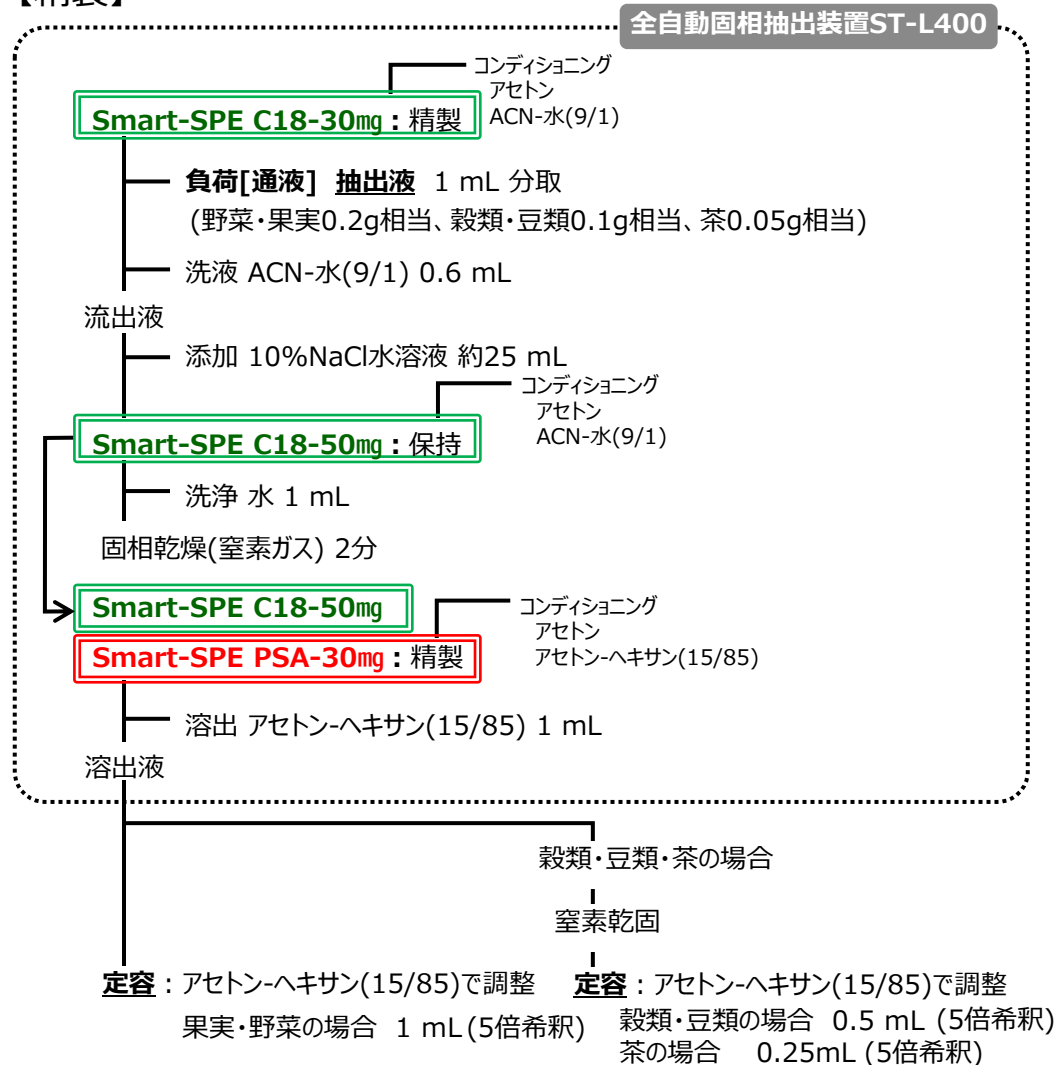 【精製】
全自動固相抽出装置ST-L400
コンディショニング
アセトン
ACN-水(9/1)
Smart-SPE C18-30㎎：精製
負荷[通液] 抽出液 1 mL 分取
(野菜・果実0.2g相当、穀類・豆類0.1g相当、茶0.05g相当)
洗液 ACN-水(9/1) 0.6 mL
流出液
添加 10%NaCl水溶液 約25 mL
コンディショニング
アセトン
ACN-水(9/1)
Smart-SPE C18-50㎎：保持
洗浄 水 1 mL
固相乾燥(窒素ガス) 2分
Smart-SPE C18-50㎎
コンディショニング
アセトン
アセトン-ヘキサン(15/85)
Smart-SPE PSA-30㎎：精製
溶出 アセトン-ヘキサン(15/85) 1 mL
溶出液
穀類・豆類・茶の場合
窒素乾固
定容：アセトン-ヘキサン(15/85)で調整
果実・野菜の場合 1 mL(5倍希釈)
定容：アセトン-ヘキサン(15/85)で調整
穀類・豆類の場合 0.5 mL (5倍希釈)
茶の場合 0.25mL (5倍希釈)